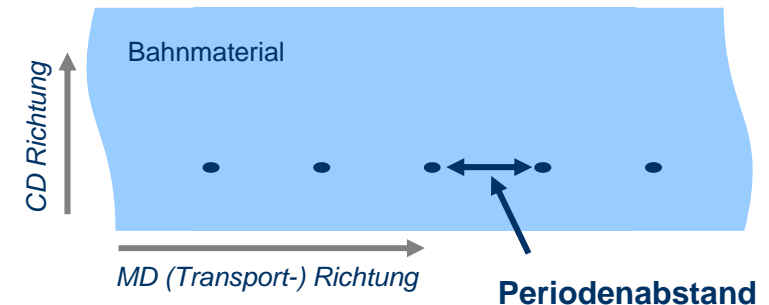 Bahnmaterial
CD Richtung
MD (Transport-) Richtung
Periodenabstand